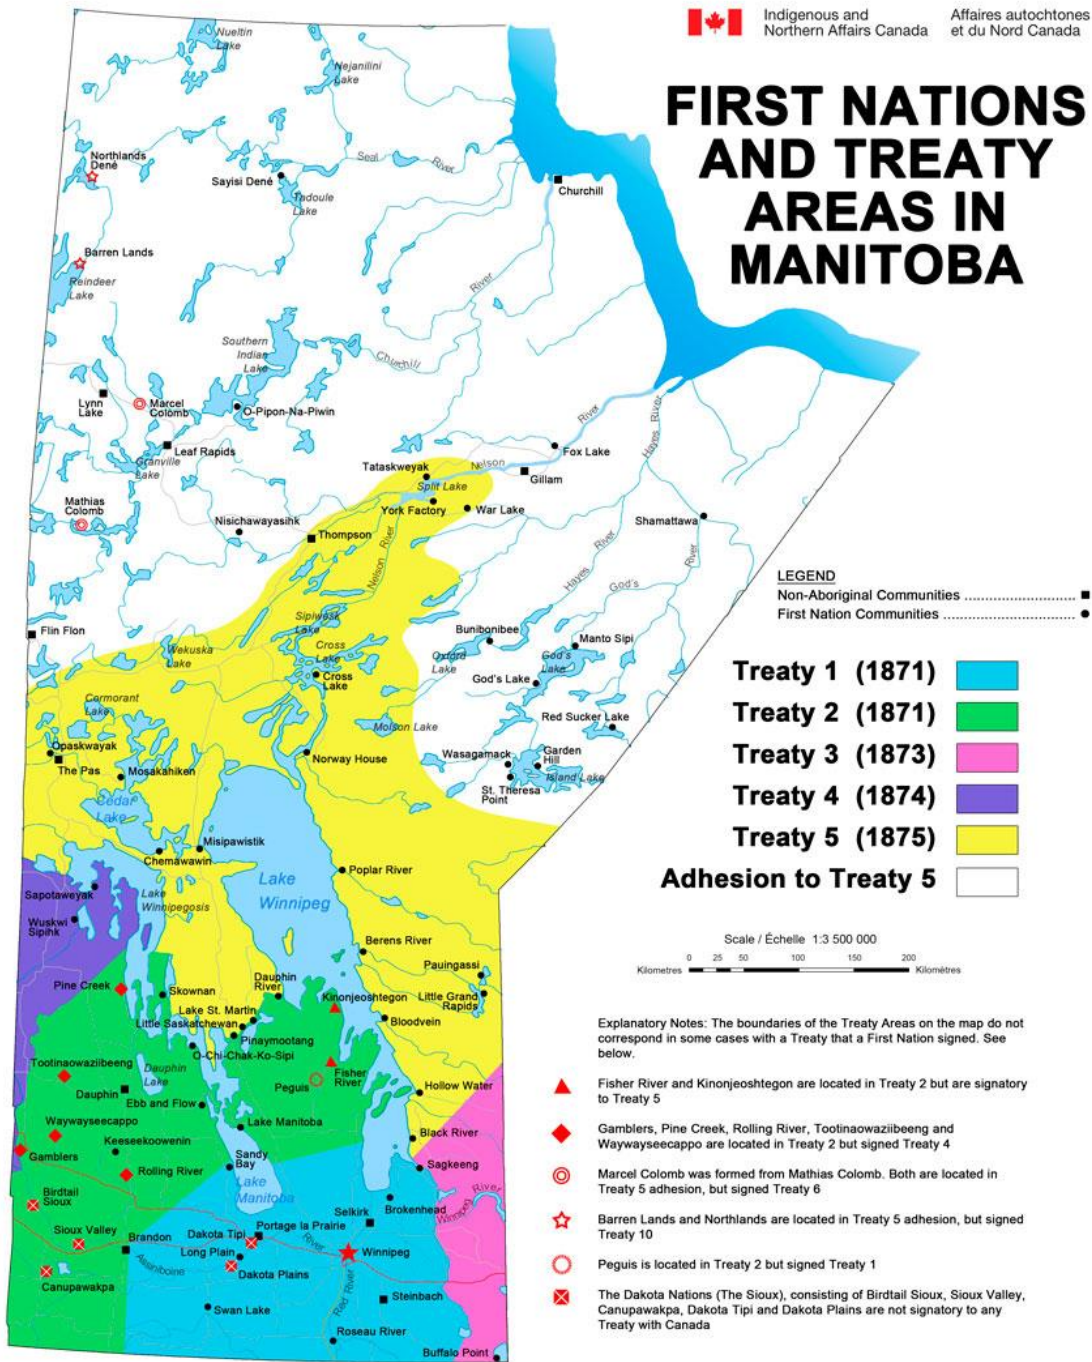 Indigenous and
Northern Affairs Canada
Affaires autochtones
et du Nord Canada
FIRST NATIONS
AND TREATY
AREAS IN
MANITOBA
Nueltin
Lake
Nejanilini
Lake
Northlands
Dené
Seal River
Sayisi Dené
Tadoule
Lake
Churchill
Barren Lands
Reindeer
Lake
River
Southern
Indian
Lake
Churchill
Lynn
Lake
Marcel
Colomb
O-Pipon-Na-Piwin
River
Hayes River
Leaf Rapids
Granville
Lake
Fox Lake
Tataskweyak
Nelson
Gillam
Split Lake
Mathias
Colomb
York Factory
War Lake
Nisichawayasihk
Shamattawa
Thompson
Nelson River
Hayes River
River
God's
LEGEND
Non-Aboriginal Communities
First Nation Communities
Flin Flon
Sipiwesk
Lake
Bunibonibee
Manto Sipi
Wekuska
Lake
Cross
Lake
Oxford
Lake
God's
Lake
Cross
Lake
God's Lake
Treaty 1 (1871)
Cormorant
Lake
Molson Lake
Red Sucker Lake
Treaty 2 (1871)
Opaskwayak
The Pas
Mosakahiken
Norway House
Wasagamack
Garden
Hill
Island Lake
St. Theresa
Point
Treaty 3 (1873)
Cedar
Lake
Treaty 4 (1874)
Misipawistik
Chemawawin
Treaty 5 (1875)
Poplar River
Adhesion to Treaty 5
Lake
Winnipeg
Sapotaweyak
Lake
Winnipegosis
Wuskwi
Sipihk
Scale / Échelle 1:3 500 000
Kilometres 0 25 50 100 150 200 Kilomètres
Berens River
Pauingassi
Pine Creek
Skownan
Dauphin
River
Kinonjeoshtegon
Little Grand
Rapids
Lake St. Martin
Little Saskatchewan
Bloodvein
Pinaymootang
O-Chi-Chak-Ko-Sipi
Tootinaowaziibeeng
Dauphin
Lake
Peguis
Fisher
River
Dauphin
Ebb and Flow
Hollow Water
Waywayseecappo
Lake Manitoba
Keeseekoowenin
Black River
Gamblers
Rolling River
Sandy
Bay
Sagkeeng
Lake
Manitoba
Birdtail
Sioux
Winnipeg River
Brokenhead
Selkirk
Portage la Prairie
Sioux Valley
Brandon
Dakota Tipi
River
Long Plain
Winnipeg
Assiniboine
Dakota Plains
Canupawakpa
Swan Lake
Red River
Steinbach
Roseau River
Buffalo Point
Explanatory Notes: The boundaries of the Treaty Areas on the map do not
correspond in some cases with a Treaty that a First Nation signed. See
below.
Fisher River and Kinonjeoshtegon are located in Treaty 2 but are signatory
to Treaty 5
Gamblers, Pine Creek, Rolling River, Tootinaowaziibeeng and
Waywayseecappo are located in Treaty 2 but signed Treaty 4
Marcel Colomb was formed from Mathias Colomb. Both are located in
Treaty 5 adhesion, but signed Treaty 6
Barren Lands and Northlands are located in Treaty 5 adhesion, but signed
Treaty 10
Peguis is located in Treaty 2 but signed Treaty 1
The Dakota Nations (The Sioux), consisting of Birdtail Sioux, Sioux Valley,
Canupawakpa, Dakota Tipi and Dakota Plains are not signatory to any
Treaty with Canada